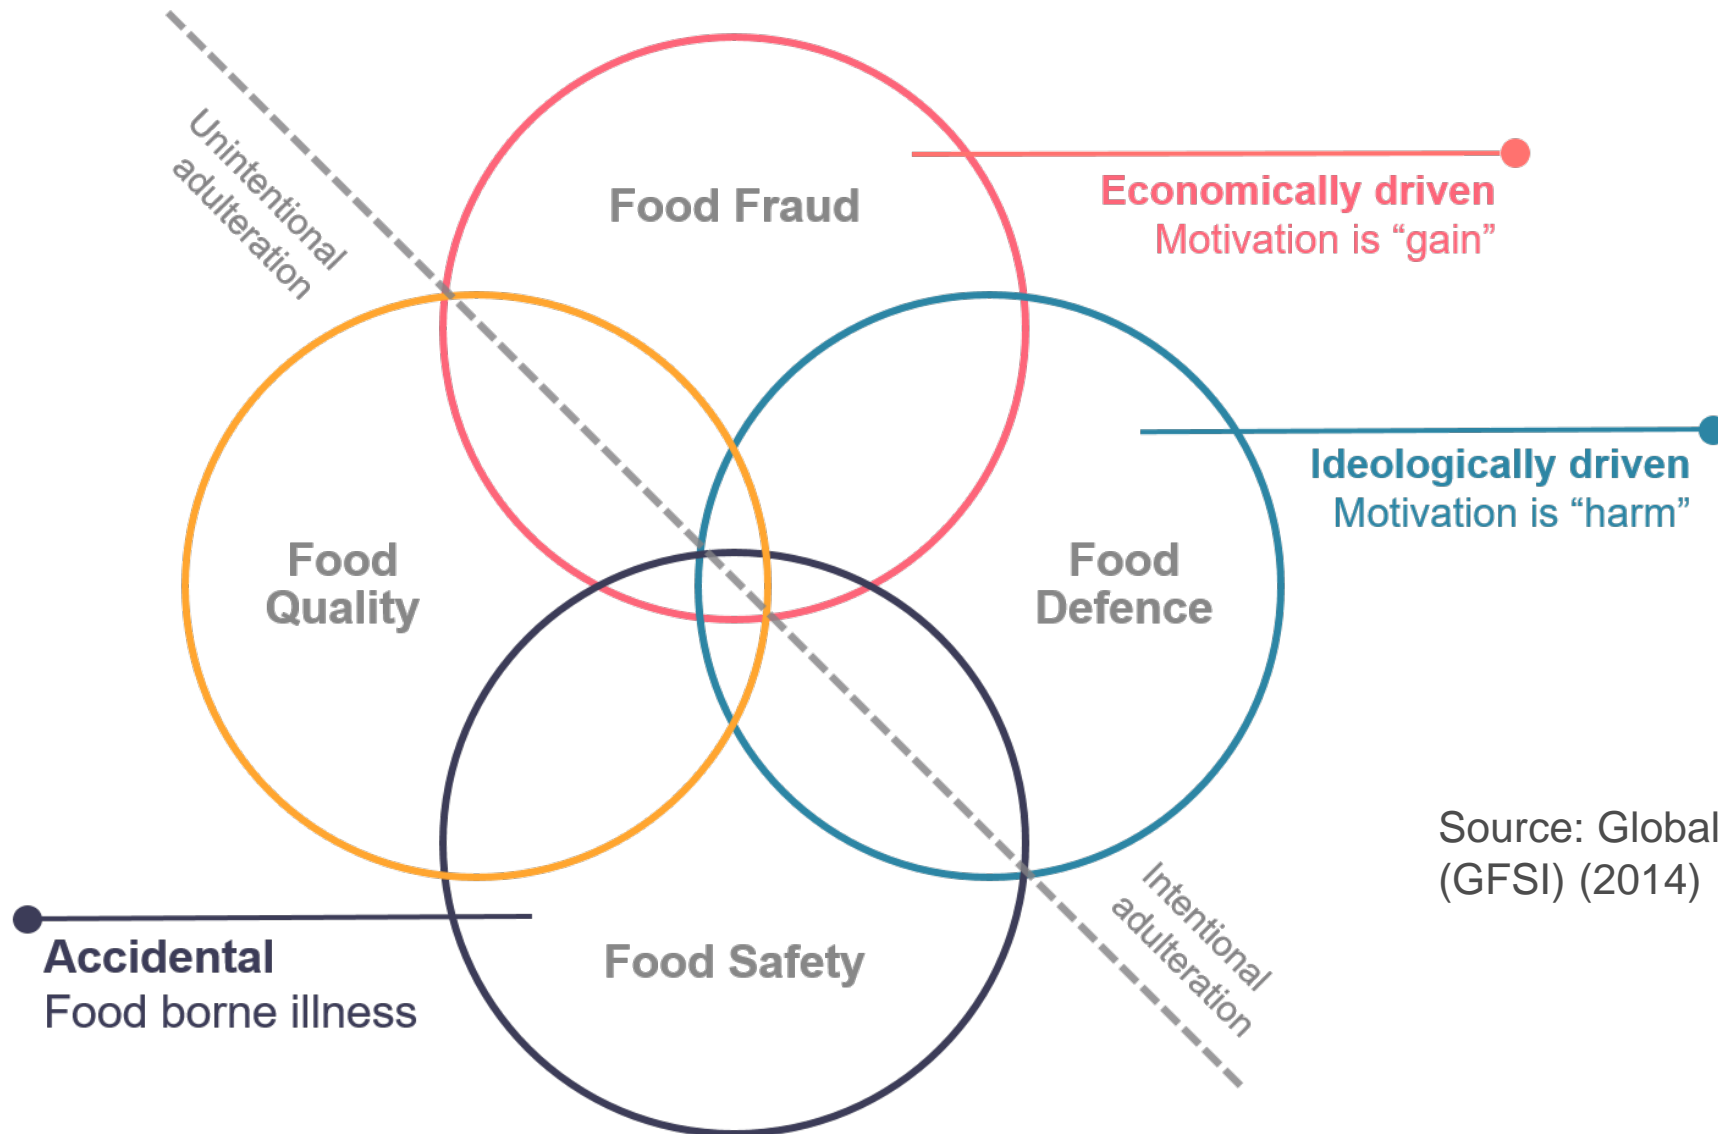 Unintentional
adulteration
Food Fraud
Economically driven
Motivation is “gain”
Ideologically driven
Motivation is “harm”
Food
Quality
Food
Defence
Source: Global
(GFSI) (2014)
Intentional
adulteration
Accidental
Food borne illness
Food Safety